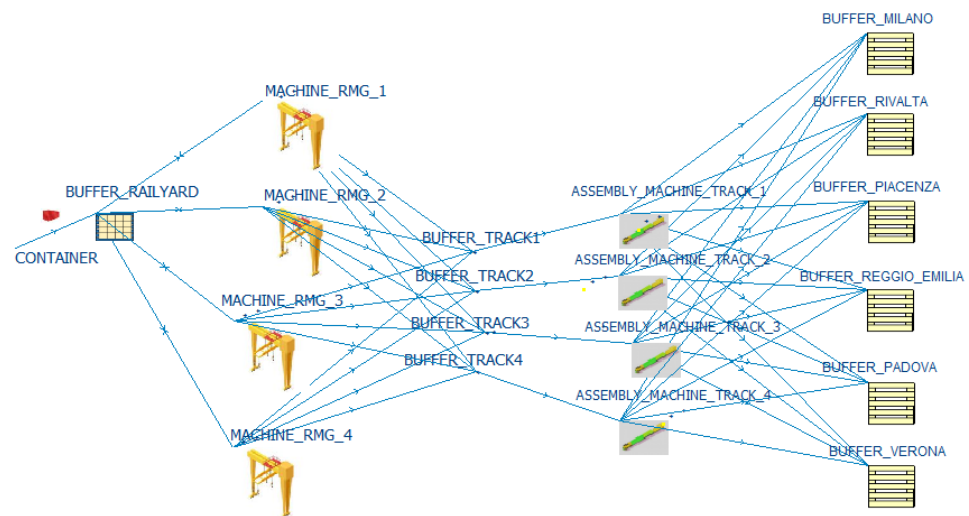 BUFFER_MILANO
MACHINE_RMG_1
BUFFER_RIVALTA
BUFFER_RAILYARD
MACHINE_RMG_2
ASSEMBLY_MACHINE_TRACK_1
BUFFER_PIACENZA
CONTAINER
BUFFER_TRACK1
ASSEMBLY_MACHINE_TRACK_2
BUFFER_TRACK2
BUFFER_REGGIO_EMILIA
MACHINE_RMG_3
BUFFER_TRACK3
ASSEMBLY_MACHINE_TRACK_3
BUFFER_TRACK4
BUFFER_PADOVA
ASSEMBLY_MACHINE_TRACK_4
MACHINE_RMG_4
BUFFER_VERONA